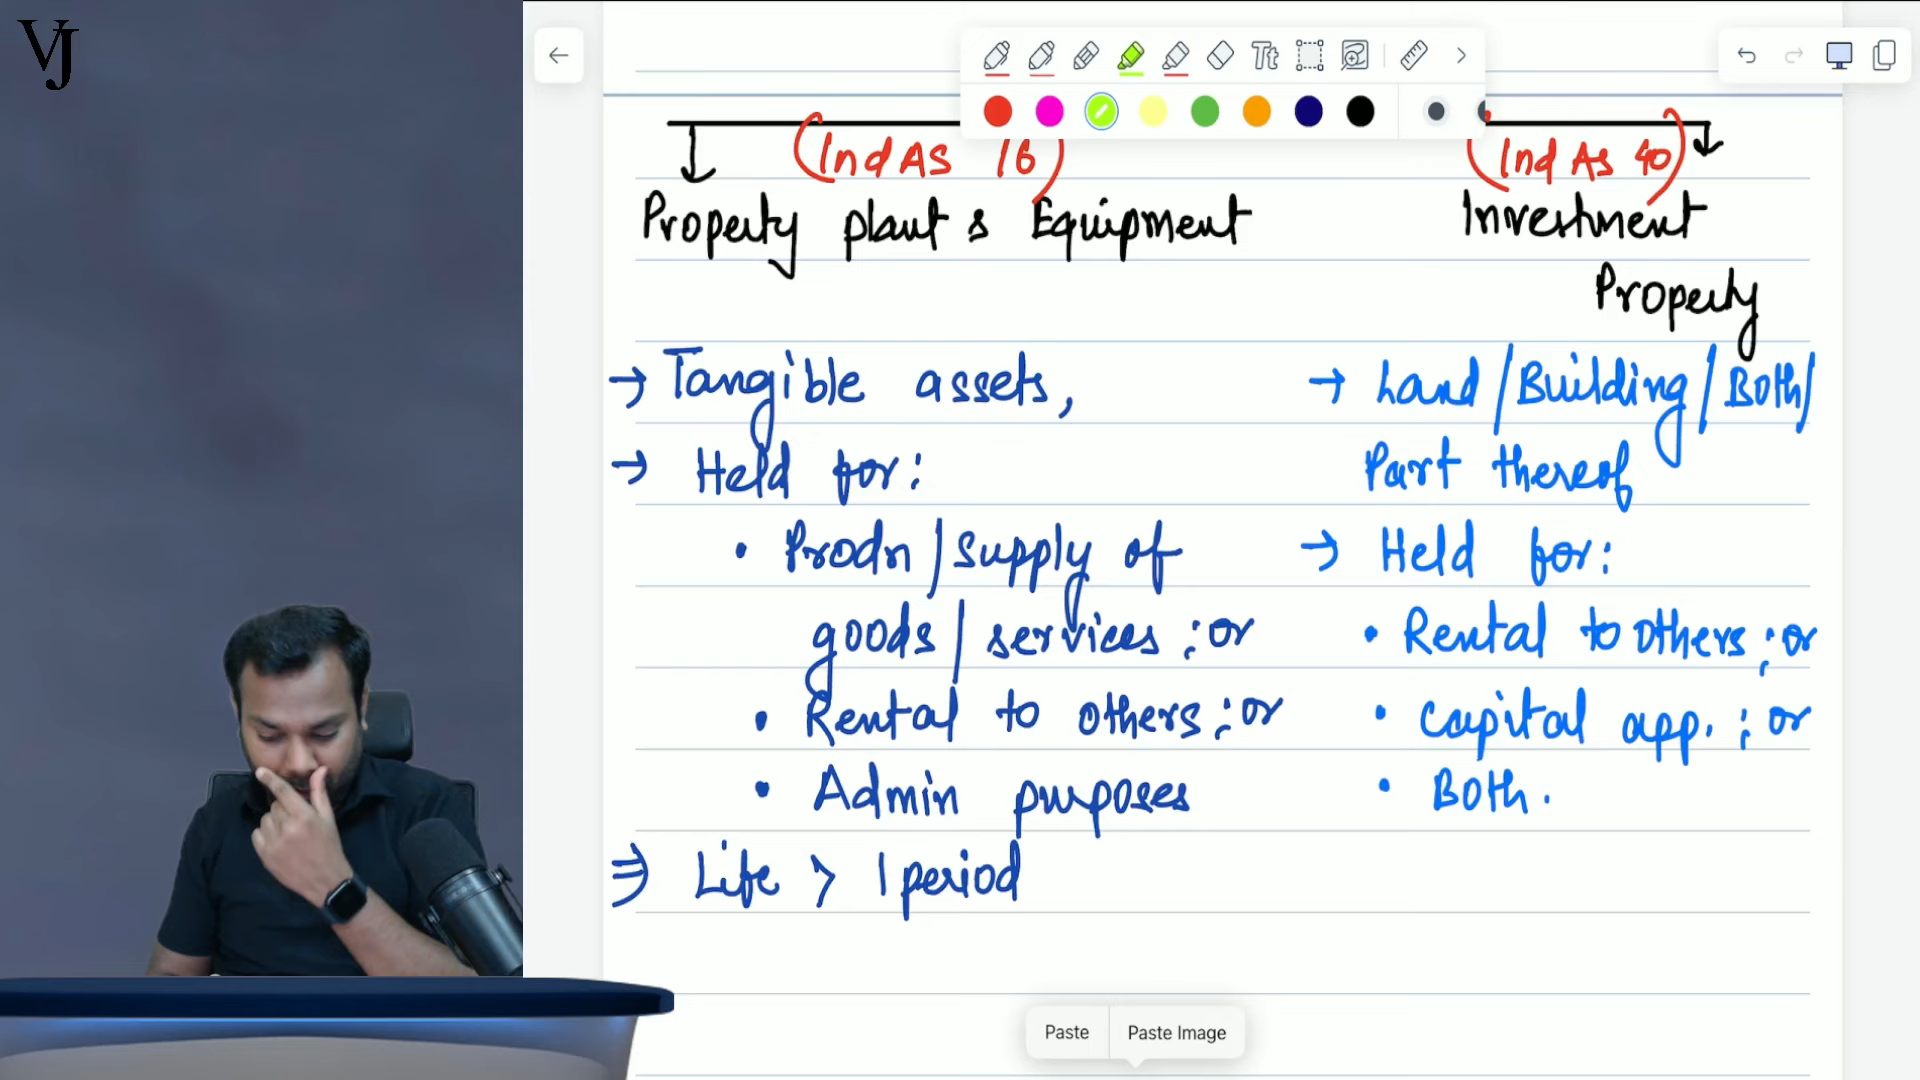 VJ
Tt
(Ind AS 16)
(Ind AS 40)
Property plant & Equipment
Investment
Property
→ Tangible assets,
→ Held for:
• Prodn/supply of
goods/services ; or
• Rental to others ; or
• Admin purposes
⇒ Life > 1 period
→ Land/Building/Both/
Part thereof
→ Held for:
• Rental to others ; or
• Capital app. ; or
• Both.
Paste
Paste Image